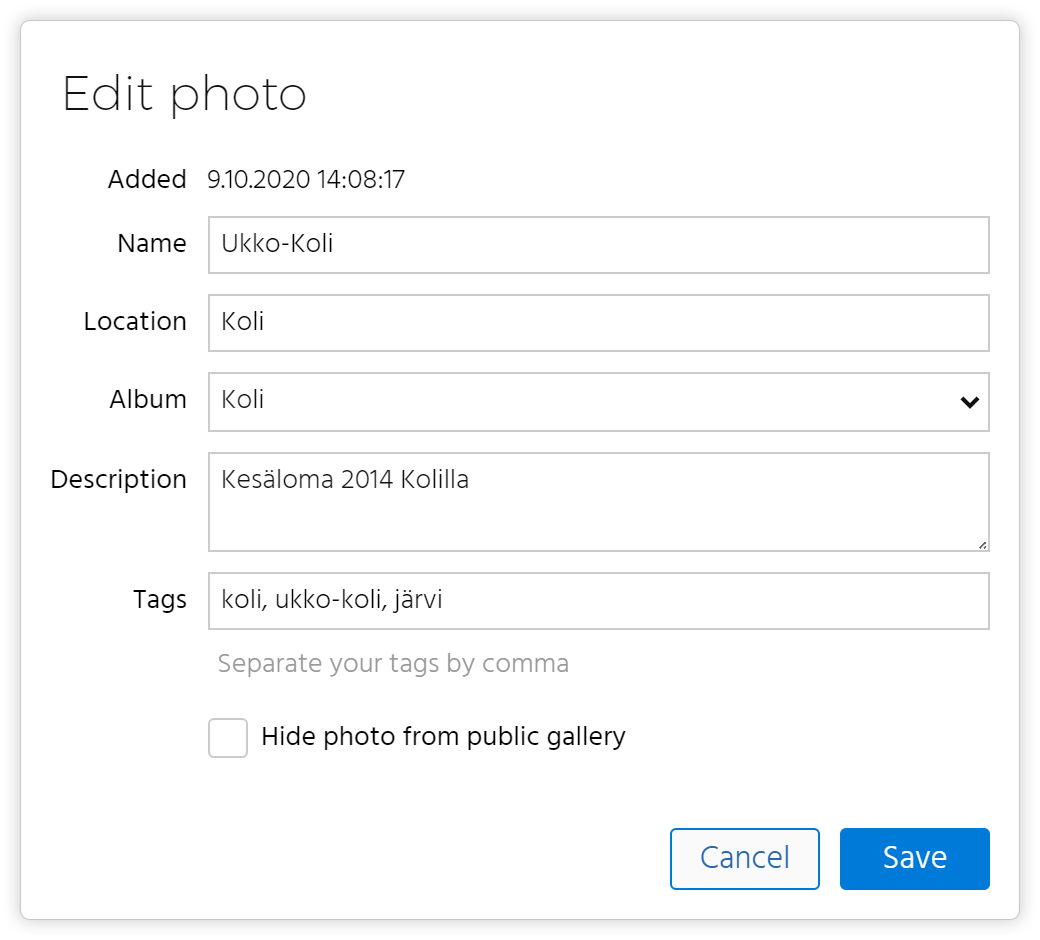 Edit photo
Added 9.10.2020 14:08:17
Name Ukko-Koli
Location Koli
Album Koli
Description Kesäloma 2014 Kolilla
Tags koli, ukko-koli, järvi
Separate your tags by comma
Hide photo from public gallery
Cancel Save